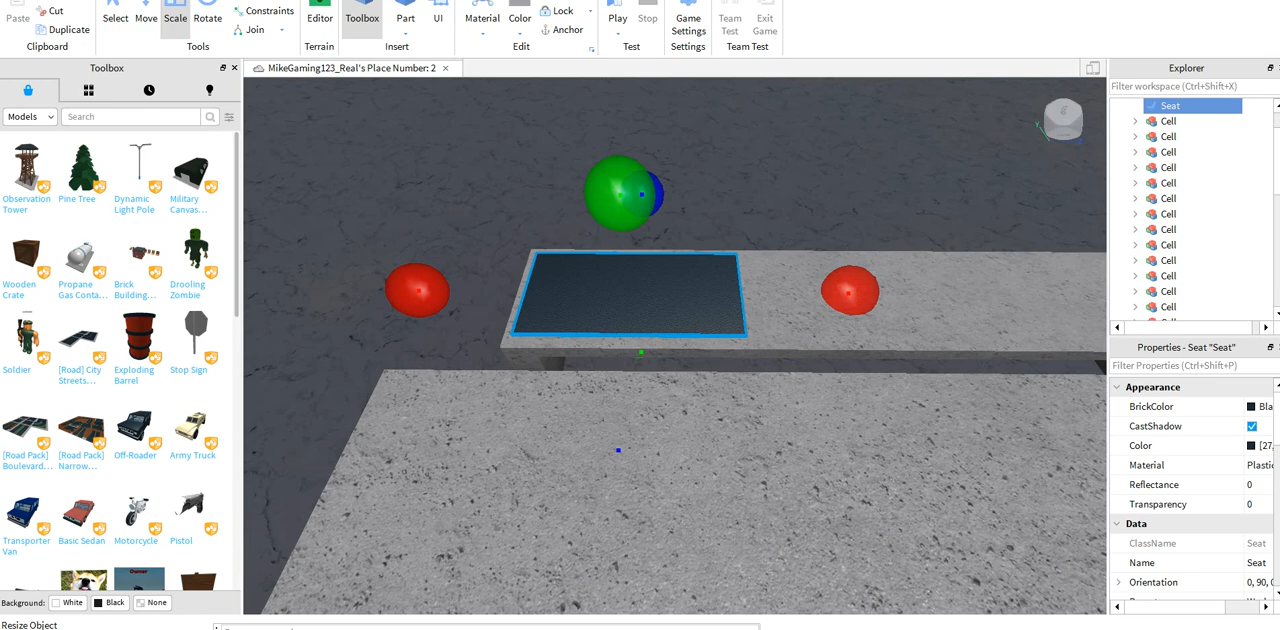 Paste
Cut
Duplicate
Clipboard
Select
Move
Scale
Rotate
Constraints
Join
Tools
Editor
Terrain
Toolbox
Part
UI
Insert
Material
Color
Lock
Anchor
Edit
Play
Stop
Test
Game
Settings
Settings
Team
Test
Exit
Game
Team Test
Toolbox
MikeGaming123_Real's Place Number: 2
Models
Search
Observation
Tower
Pine Tree
Dynamic
Light Pole
Military
Canvas...
Wooden
Crate
Propane
Gas Conta...
Brick
Building...
Drooling
Zombie
Soldier
[Road] City
Streets...
Exploding
Barrel
Stop Sign
[Road Pack]
Boulevard...
[Road Pack]
Narrow...
Off-Roader
Army Truck
Transporter
Van
Basic Sedan
Motorcycle
Pistol
Owner
Background:
White
Black
None
Resize Object
Explorer
Filter workspace (Ctrl+Shift+X)
Seat
Cell
Cell
Cell
Cell
Cell
Cell
Cell
Cell
Cell
Cell
Cell
Cell
Cell
Properties - Seat "Seat"
Filter Properties (Ctrl+Shift+P)
Appearance
BrickColor Bla
CastShadow
Color [27,
Material Plastic
Reflectance 0
Transparency 0
Data
ClassName Seat
Name Seat
Orientation 0, 90, 0